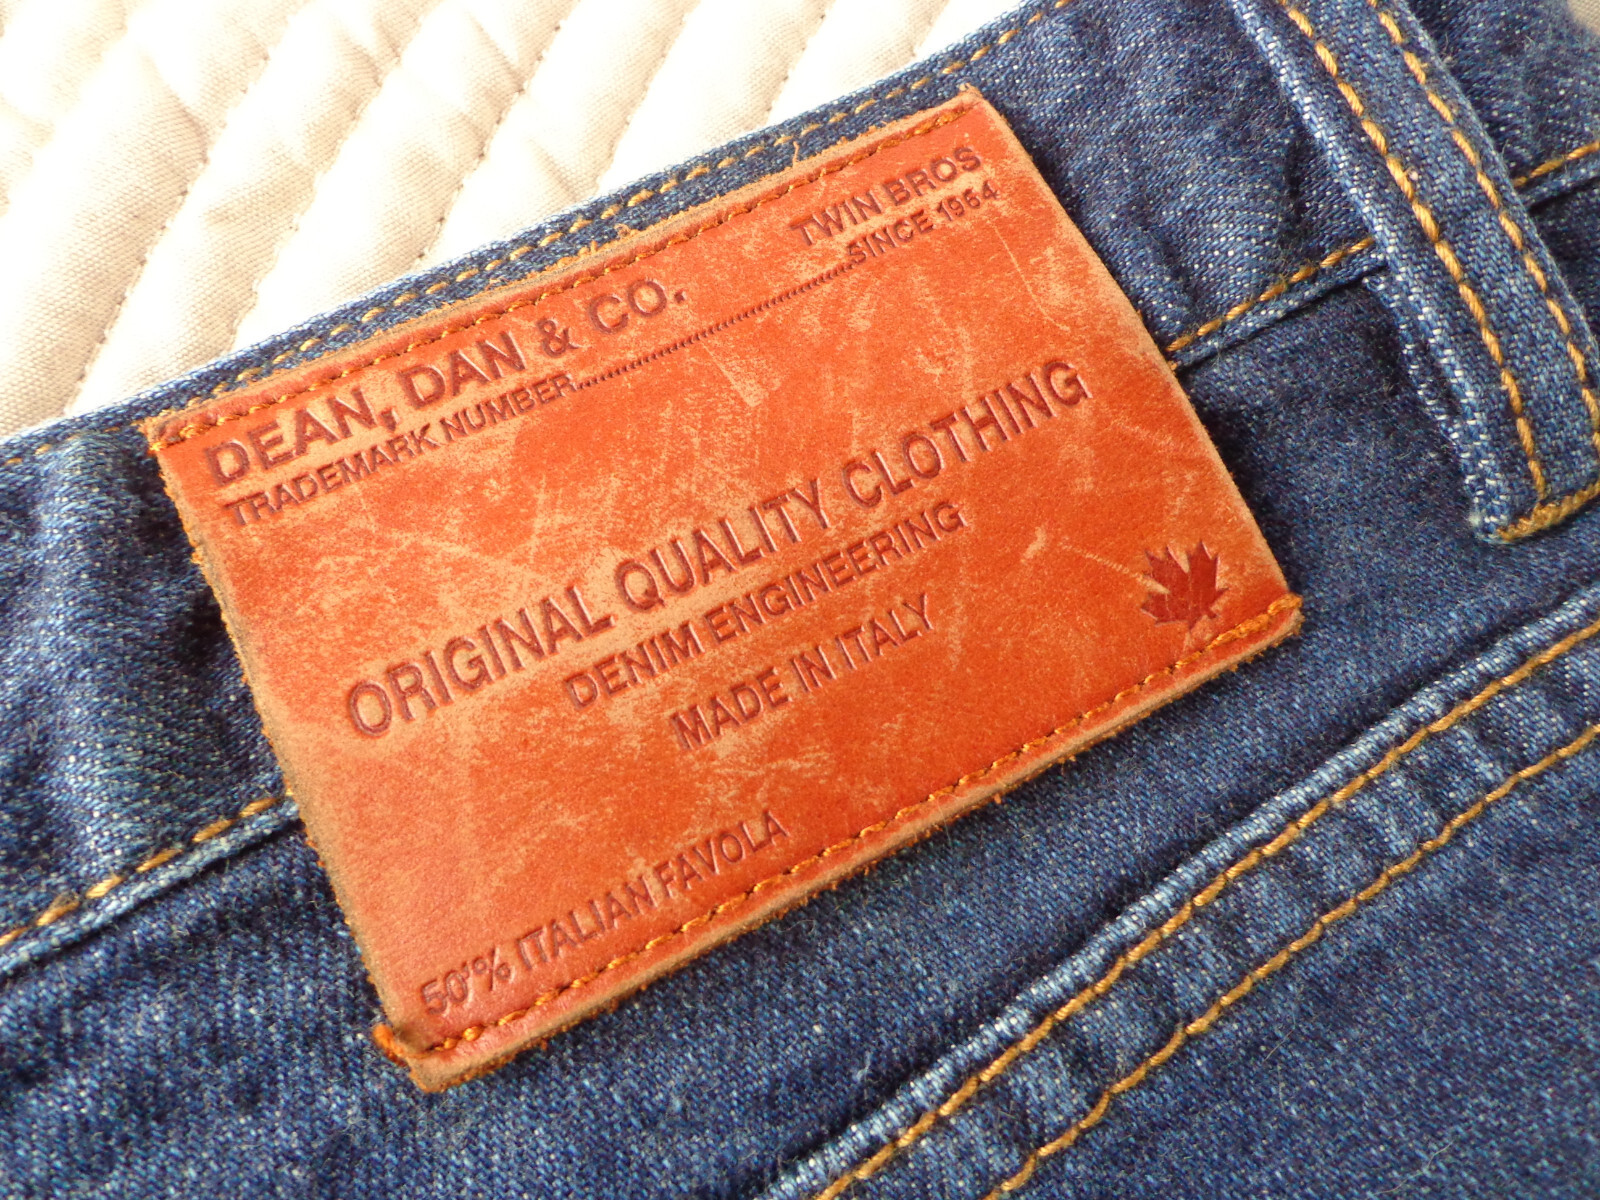 DEAN, DAN & CO.
TWIN BROS
TRADEMARK NUMBER..............................SINCE 1964
ORIGINAL QUALITY CLOTHING
DENIM ENGINEERING
MADE IN ITALY
50'% ITALIAN FAVOLA